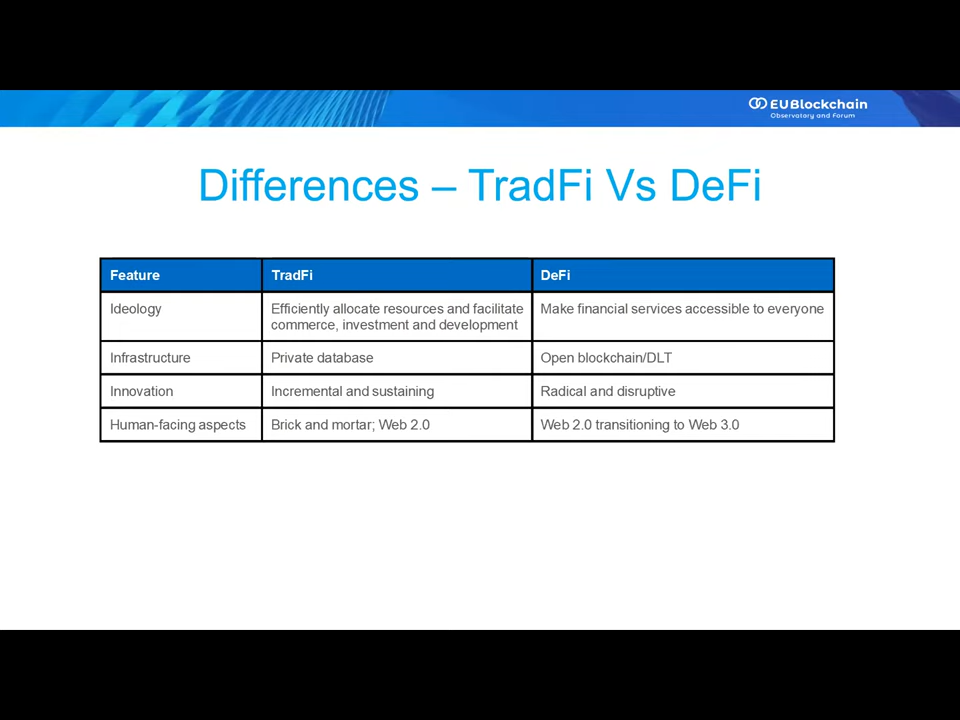 EUBlockchain
Observatory and Forum
Differences – TradFi Vs DeFi
Feature TradFi DeFi
Ideology Efficiently allocate resources and facilitate commerce, investment and development Make financial services accessible to everyone
Infrastructure Private database Open blockchain/DLT
Innovation Incremental and sustaining Radical and disruptive
Human-facing aspects Brick and mortar; Web 2.0 Web 2.0 transitioning to Web 3.0